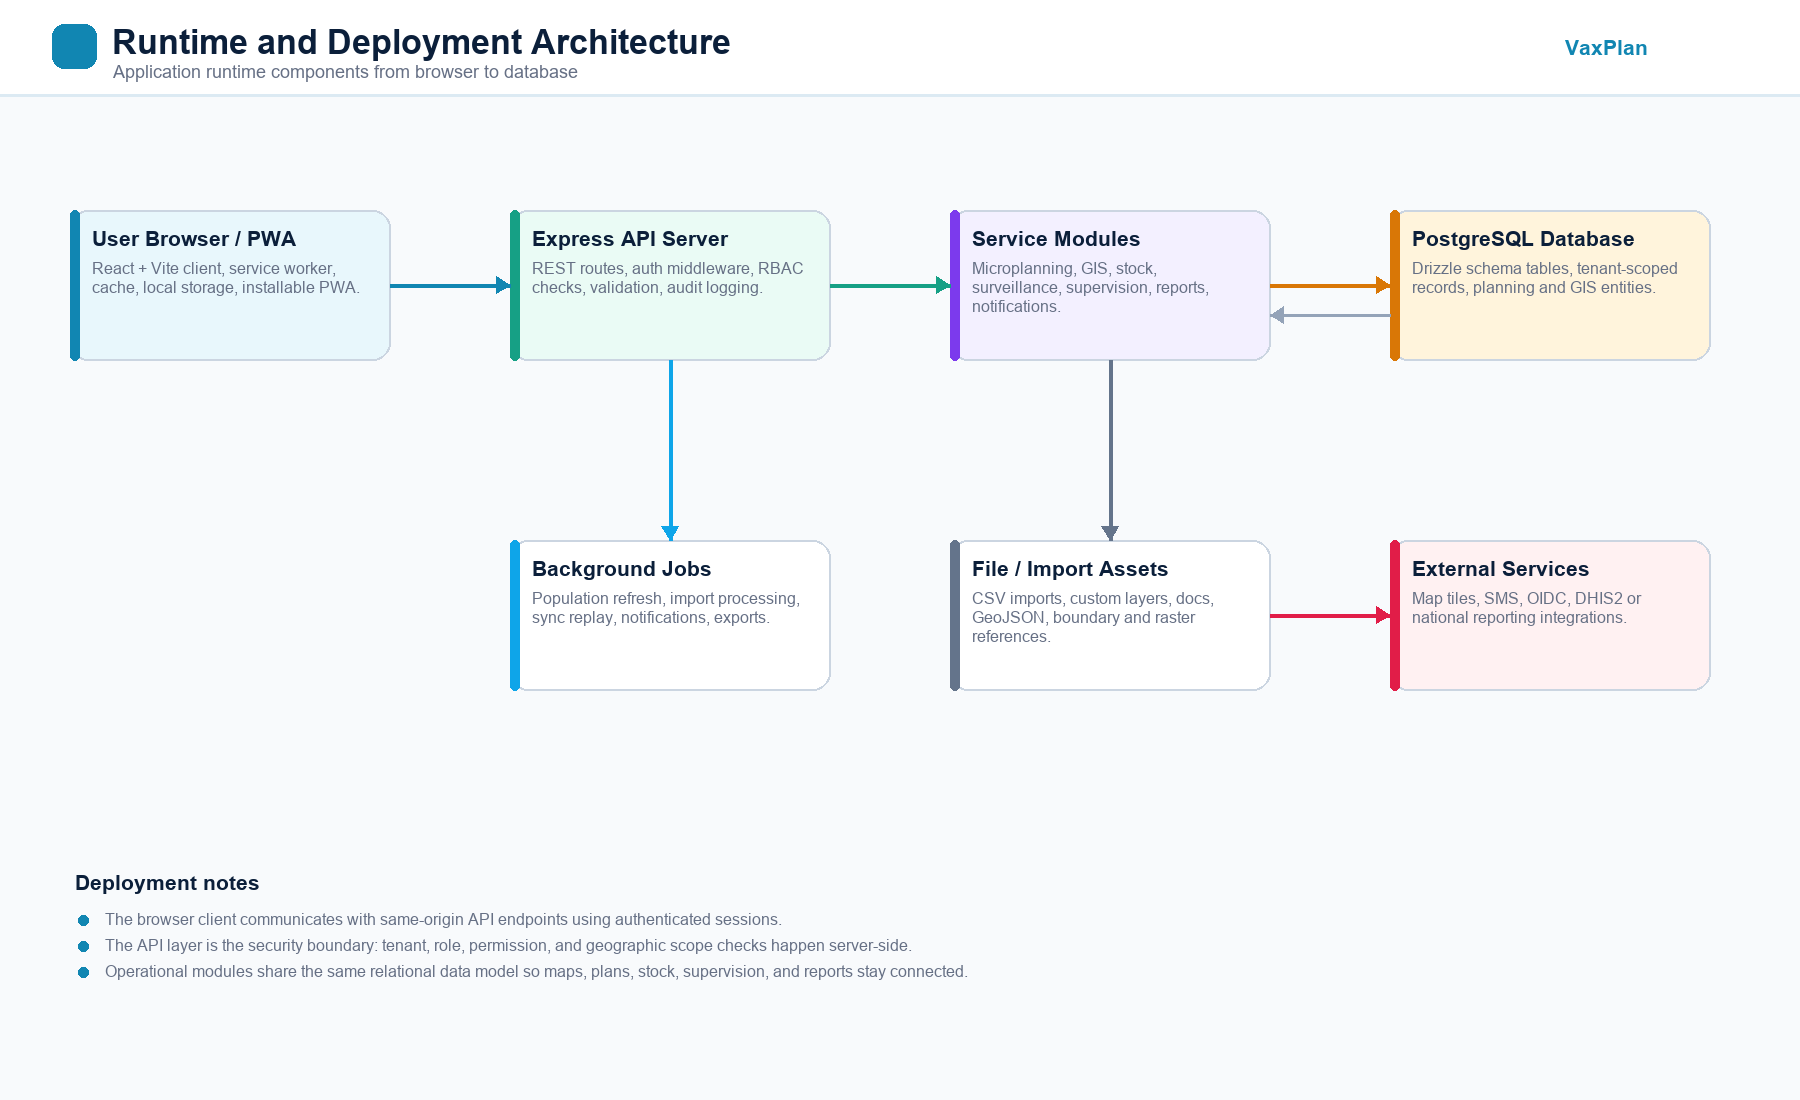 Runtime and Deployment Architecture
Application runtime components from browser to database
VaxPlan
User Browser / PWA
React + Vite client, service worker,
cache, local storage, installable PWA.
Express API Server
REST routes, auth middleware, RBAC
checks, validation, audit logging.
Service Modules
Microplanning, GIS, stock,
surveillance, supervision, reports,
notifications.
PostgreSQL Database
Drizzle schema tables, tenant-scoped
records, planning and GIS entities.
Background Jobs
Population refresh, import processing,
sync replay, notifications, exports.
File / Import Assets
CSV imports, custom layers, docs,
GeoJSON, boundary and raster
references.
External Services
Map tiles, SMS, OIDC, DHIS2 or
national reporting integrations.
Deployment notes
The browser client communicates with same-origin API endpoints using authenticated sessions.
The API layer is the security boundary: tenant, role, permission, and geographic scope checks happen server-side.
Operational modules share the same relational data model so maps, plans, stock, supervision, and reports stay connected.